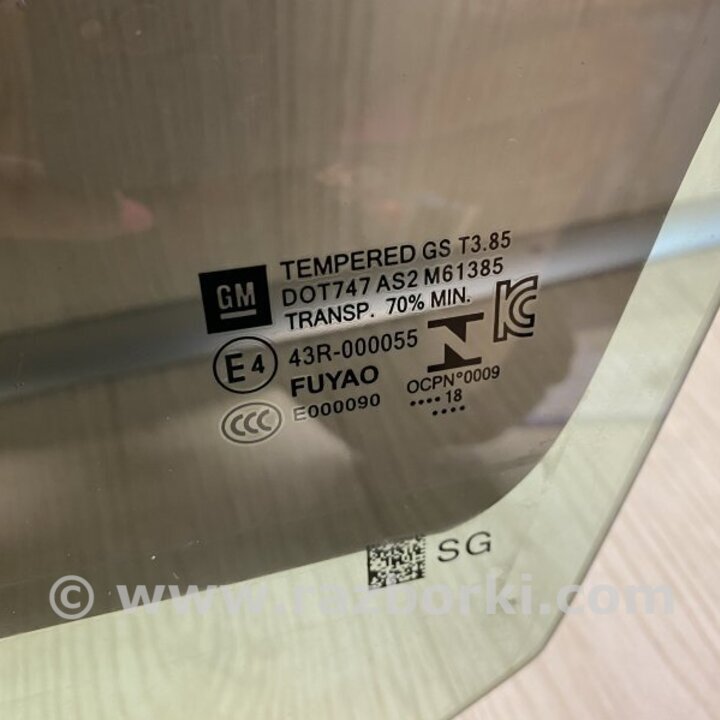 TEMPERED GS T3.85
GM
DOT747 AS2 M61385
TRANSP. 70% MIN.
E4
43R-000055
KC
FUYAO
OCPN°0009
CCC
E000090
•••• 18
••••
SG
© www.razborki.com